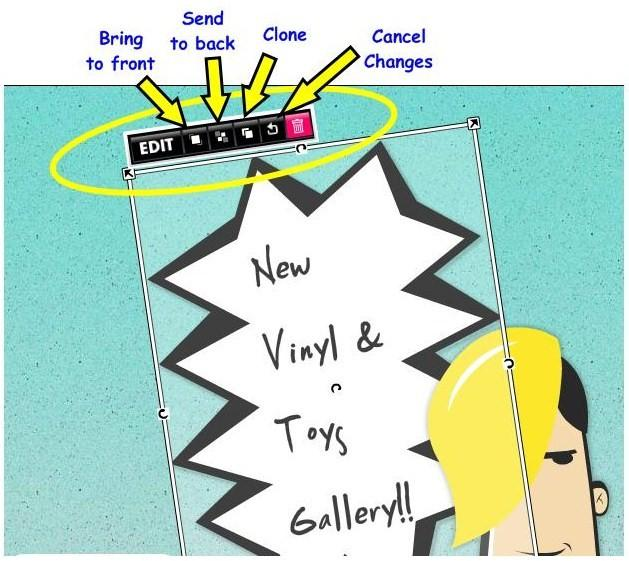 Bring
to front
Send
to back
Clone
Cancel
Changes
EDIT
New
Vinyl &
Toys
Gallery!!